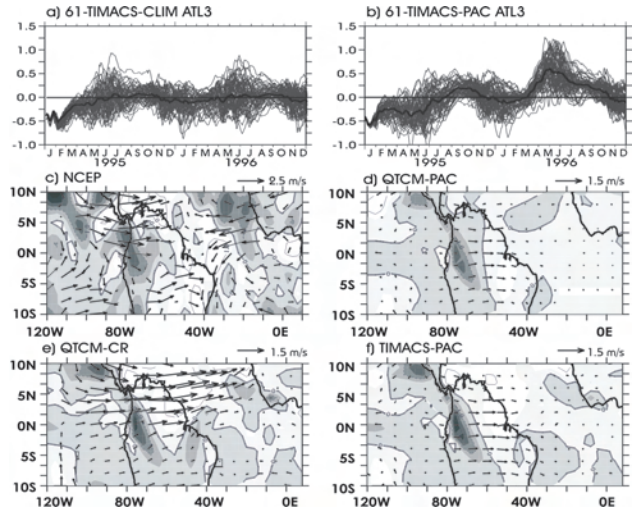 a) 61-TIMACS-CLIM ATL3
b) 61-TIMACS-PAC ATL3
1.5
1.0
0.5
0.0
-0.5
-1.0
1.5
1.0
0.5
0.0
-0.5
-1.0
J F M A M J J A S O N D J F M A M J J A S O N D
1995 1996
J F M A M J J A S O N D J F M A M J J A S O N D
1995 1996
c) NCEP 2.5 m/s
d) QTCM-PAC 1.5 m/s
10N
5N
0N
5S
10S
10N
5N
0N
5S
10S
120W 80W 40W 0E
120W 80W 40W 0E
e) QTCM-CR 1.5 m/s
f) TIMACS-PAC 1.5 m/s
10N
5N
0N
5S
10S
10N
5N
0N
5S
10S
120W 80W 40W 0E
120W 80W 40W 0E